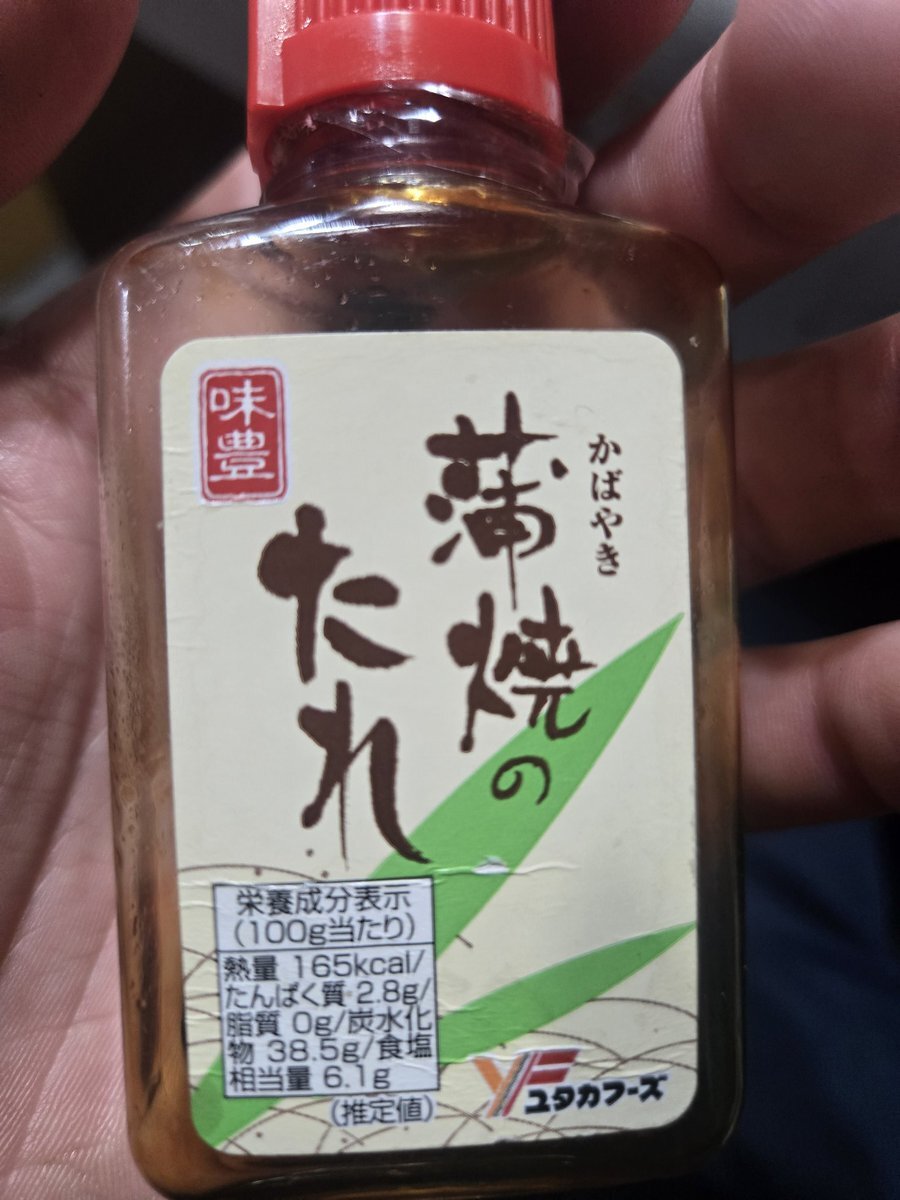 味豊
かばやき
蒲焼の
たれ
栄養成分表示
(100g当たり)
熱量 165kcal/
たんぱく質 2.8g/
脂質 0g/炭水化
物 38.5g/食塩
相当量 6.1g
(推定値)
YF ユタカフーズ